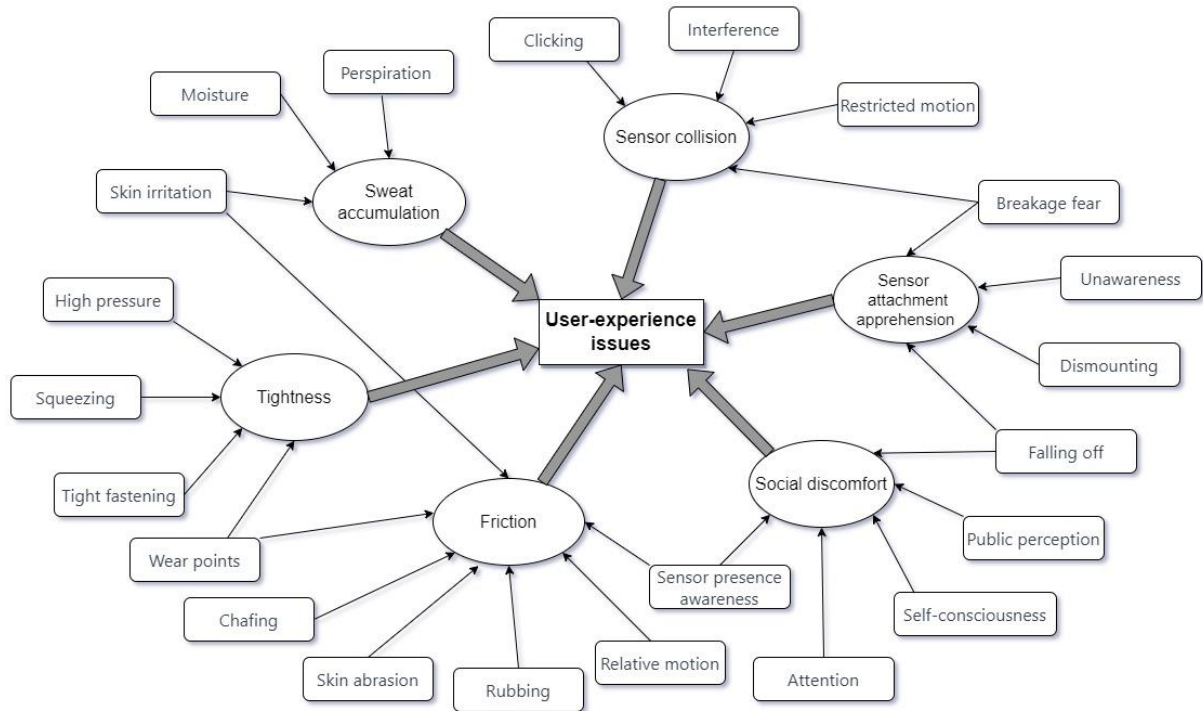 Clicking
Interference
Perspiration
Moisture
Restricted motion
Sensor collision
Skin irritation
Sweat
accumulation
Breakage fear
High pressure
Sensor
attachment
apprehension
Unawareness
User-experience
issues
Dismounting
Squeezing
Tightness
Falling off
Social discomfort
Tight fastening
Friction
Public perception
Wear points
Sensor presence
awareness
Chafing
Self-consciousness
Relative motion
Skin abrasion
Rubbing
Attention